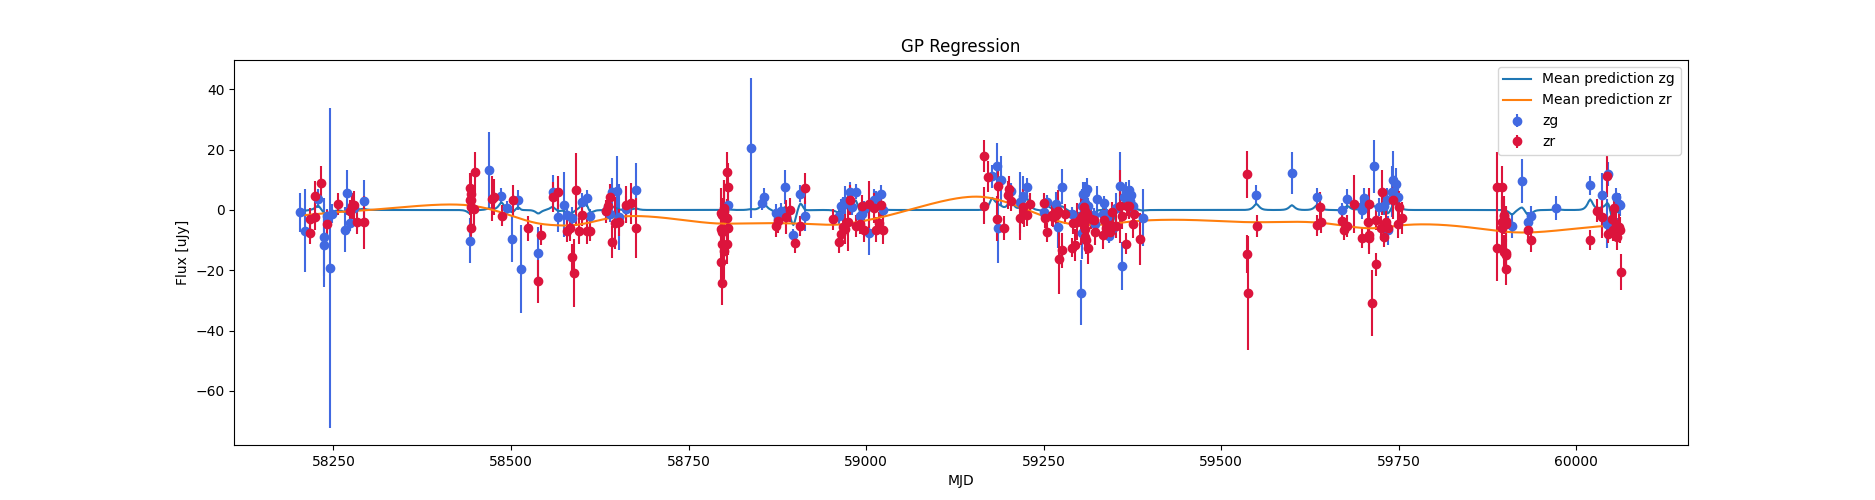 GP Regression
Mean prediction zg
Mean prediction zr
zg
zr
Flux [uJy]
40
20
0
−20
−40
−60
58250 58500 58750 59000 59250 59500 59750 60000
MJD